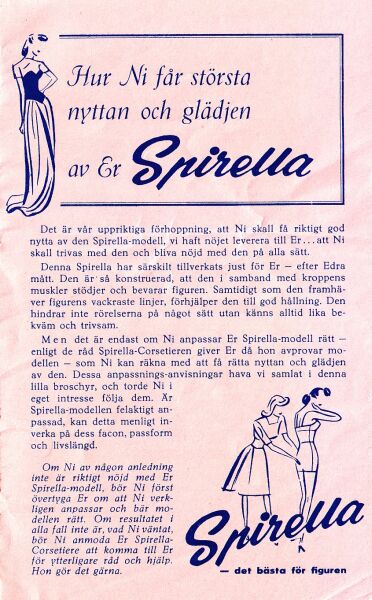 Hur Ni får största
nyttan och glädjen
av Er Spirella
Det är vår uppriktiga förhoppning, att Ni skall få riktigt god
nytta av den Spirella-modell, vi haft nöjet leverera till Er...att Ni
skall trivas med den och bliva nöjd med den på alla sätt.
Denna Spirella har särskilt tillverkats just för Er — efter Edra
mått. Den är så konstruerad, att den i samband med kroppens
muskler stödjer och bevarar figuren. Samtidigt som den framhä-
ver figurens vackraste linjer, förhjälper den till god hållning. Den
hindrar inte rörelserna på något sätt utan känns alltid lika be-
kväm och trivsam.
Men det är endast om Ni anpassar Er Spirella-modell rätt —
enligt de råd Spirella-Corsetieren giver Er då hon avprovar mo-
dellen — som Ni kan räkna med att få rätta nyttan och glädjen
av den. Dessa anpassnings-anvisningar hava vi samlat i denna
lilla broschyr, och torde Ni i
eget intresse följa dem. Är
Spirella-modellen felaktigt an-
passad, kan detta menligt in-
verka på dess facon, passform
och livslängd.
Om Ni av någon anledning
inte är riktigt nöjd med Er
Spirella-modell, bör Ni först
övertyga Er om att Ni verk-
ligen anpassar och bär mo-
dellen rätt. Om resultatet i
alla fall inte är, vad Ni väntat,
bör Ni anmoda Er Spirella-
Corsetiere att komma till Er
för ytterligare råd och hjälp.
Hon gör det gärna.
Spirella
— det bästa för figuren